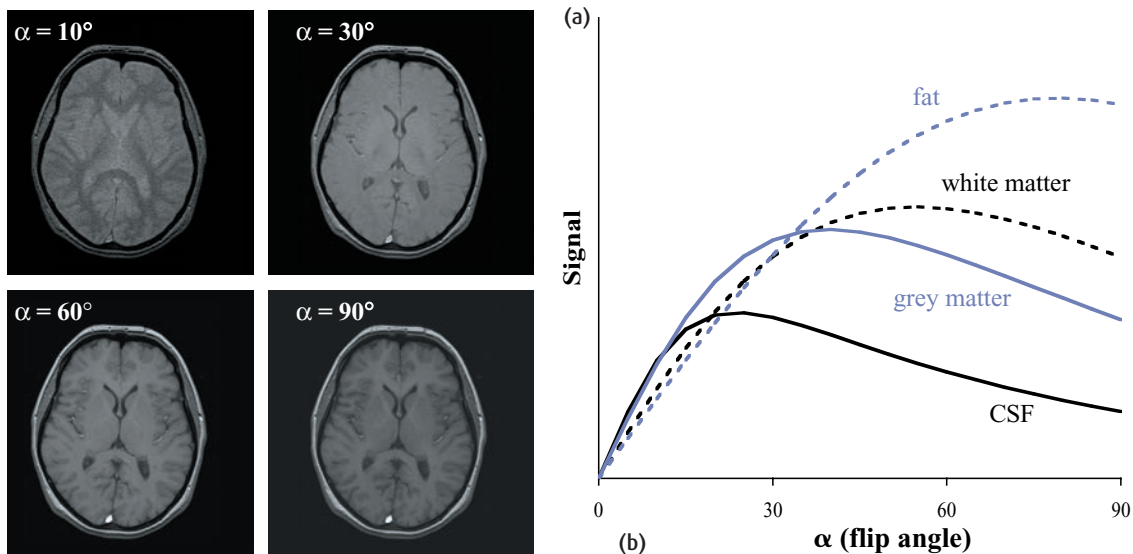 α = 10°
α = 30°
α = 60°
α = 90°
(a)
Signal
fat
white matter
grey matter
CSF
0
30
60
90
(b)
α (flip angle)